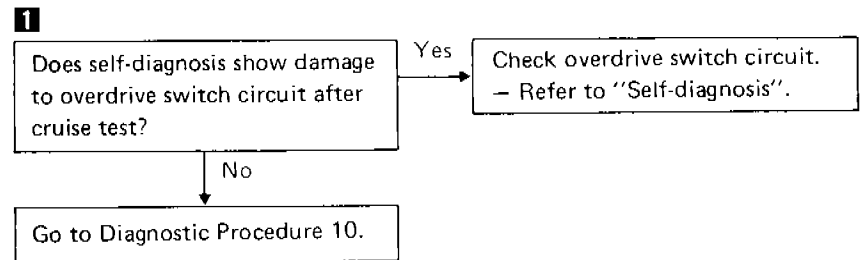 1
Does self-diagnosis show damage
to overdrive switch circuit after
cruise test?
Yes
Check overdrive switch circuit.
– Refer to "Self-diagnosis".
No
Go to Diagnostic Procedure 10.